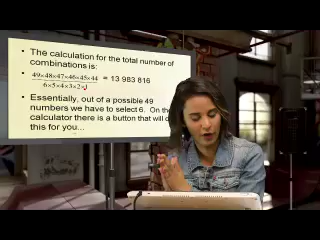 • The calculation for the total number of
combinations is:
• 49×48×47×46×45×44 = 13 983 816
6×5×4×3×2×
• Essentially, out of a possible 49
numbers we have to select 6. On the
calculator there is a button that will d
this for you...